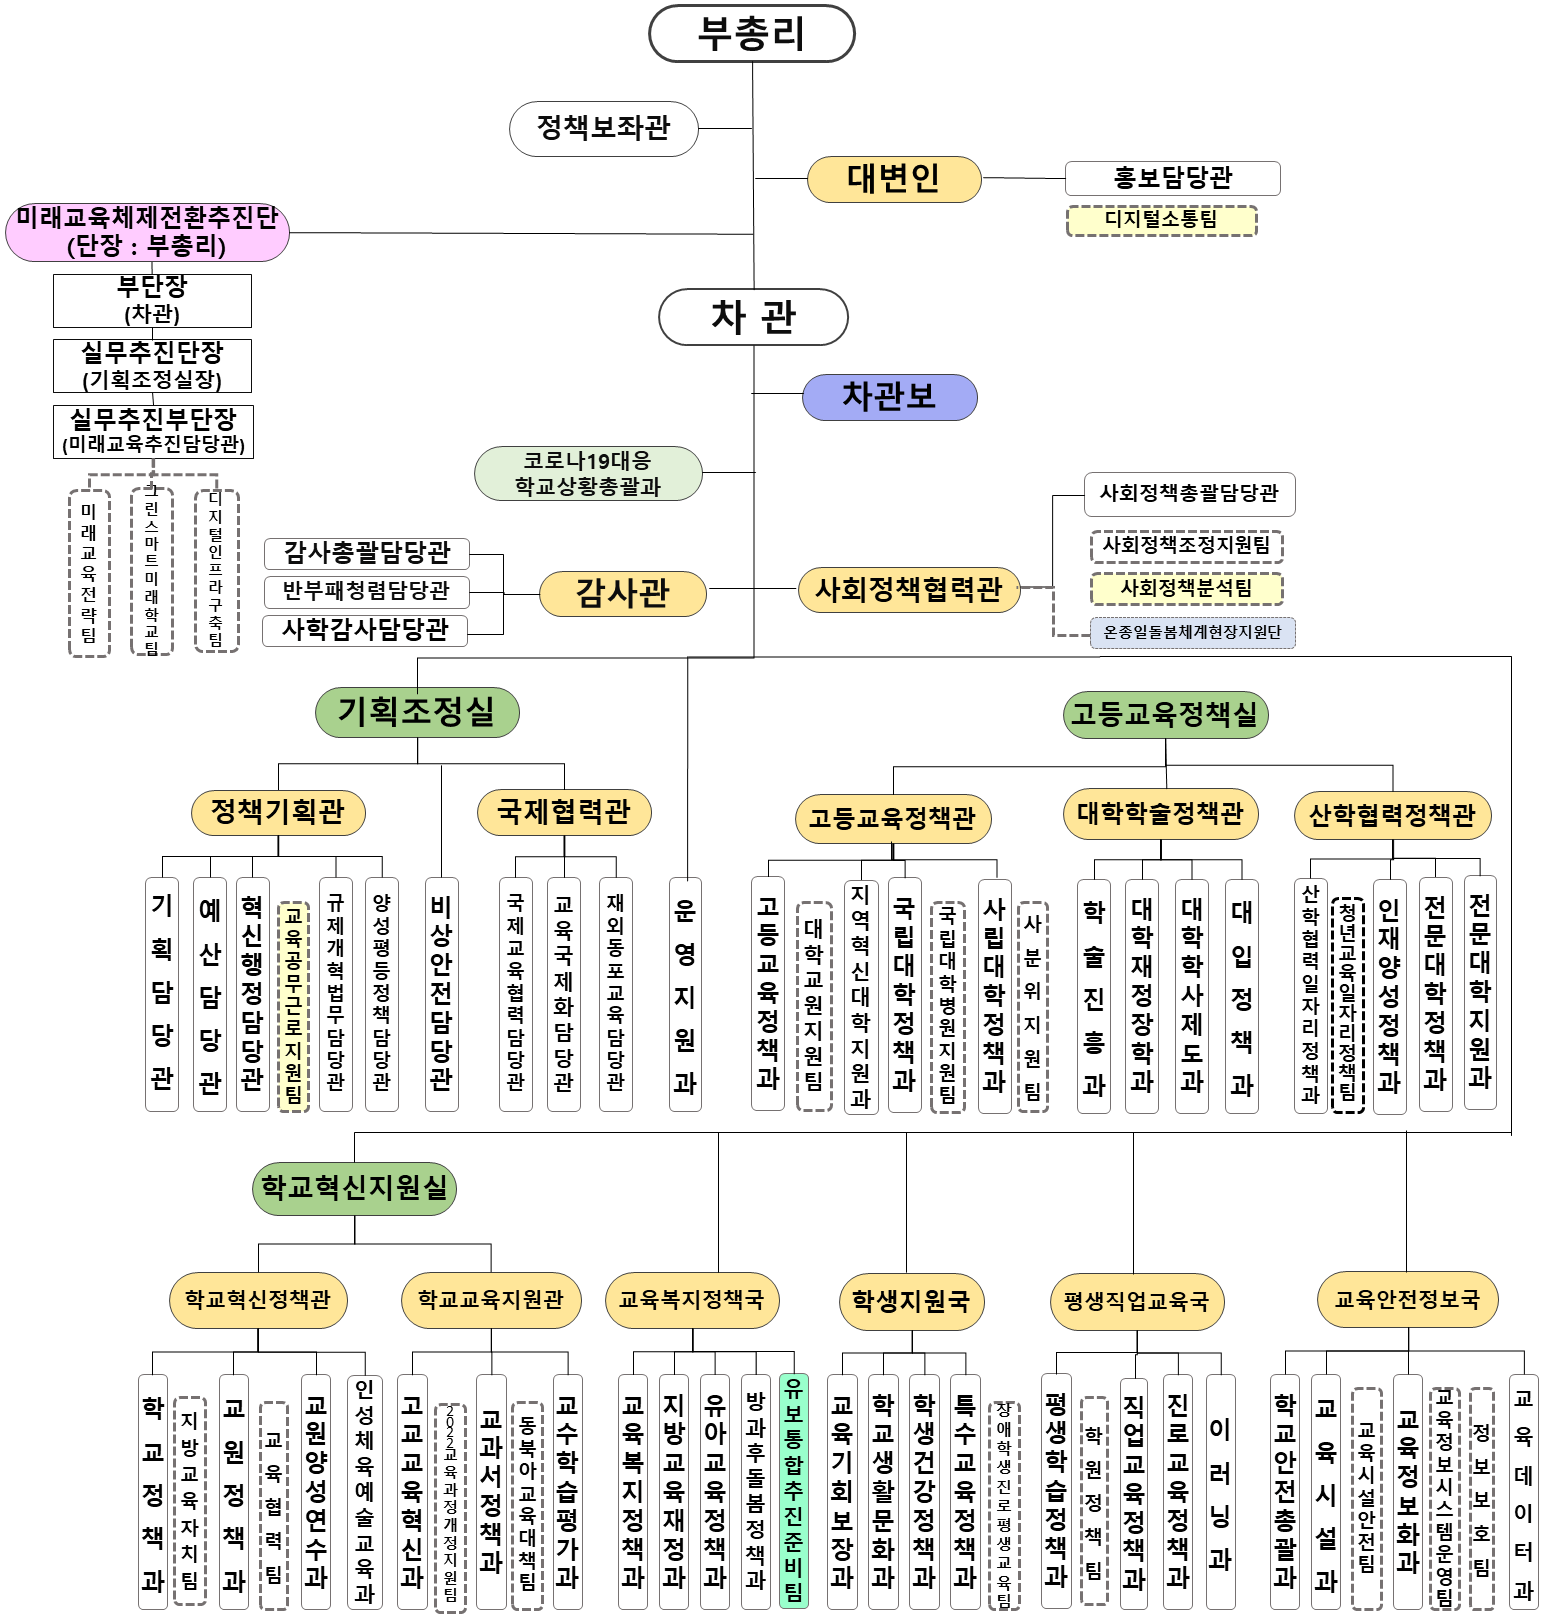 부총리
정책보좌관
대변인
홍보담당관
디지털소통팀
미래교육체제전환추진단
(단장 : 부총리)
부단장
(차관)
실무추진단장
(기획조정실장)
실무추진부단장
(미래교육추진담당관)
미래교육전략팀
그린스마트미래학교팀
디지털인프라구축팀
차 관
차관보
코로나19대응
학교상황총괄과
감사총괄담당관
반부패청렴담당관
사학감사담당관
감사관
사회정책협력관
사회정책총괄담당관
사회정책조정지원팀
사회정책분석팀
온종일돌봄체계현장지원단
기획조정실
고등교육정책실
정책기획관
국제협력관
고등교육정책관
대학학술정책관
산학협력정책관
기획담당관
예산담당관
혁신행정담당관
교육공무근로지원팀
규제개혁법무담당관
양성평등정책담당관
비상안전담당관
국제교육협력담당관
교육국제화담당관
재외동포교육담당관
운영지원과
고등교육정책과
대학교원지원팀
지역혁신대학지원과
국립대학정책과
국립대학병원지원팀
사립대학정책과
사분위지원팀
학술진흥과
대학재정장학과
대학학사제도과
대입정책과
산학협력일자리정책과
청년교육일자리정책팀
인재양성정책과
전문대학정책과
전문대학지원과
학교혁신지원실
학교혁신정책관
학교교육지원관
교육복지정책국
학생지원국
평생직업교육국
교육안전정보국
학교정책과
지방교육자치팀
교원정책과
교육협력팀
교원양성연수과
인성체육예술교육과
고교교육혁신과
2022교육과정개정지원팀
교과서정책과
동북아교육대책팀
교수학습평가과
교육복지정책과
지방교육재정과
유아교육정책과
방과후돌봄정책과
유보통합추진준비팀
교육기회보장과
학교생활문화과
학생건강정책과
특수교육정책과
장애학생진로평생교육팀
평생학습정책과
학원정책팀
직업교육정책과
진로교육정책과
이러닝과
학교안전총괄과
교육시설과
교육시설안전팀
교육정보화과
교육정보시스템운영팀
정보보호팀
교육데이터과